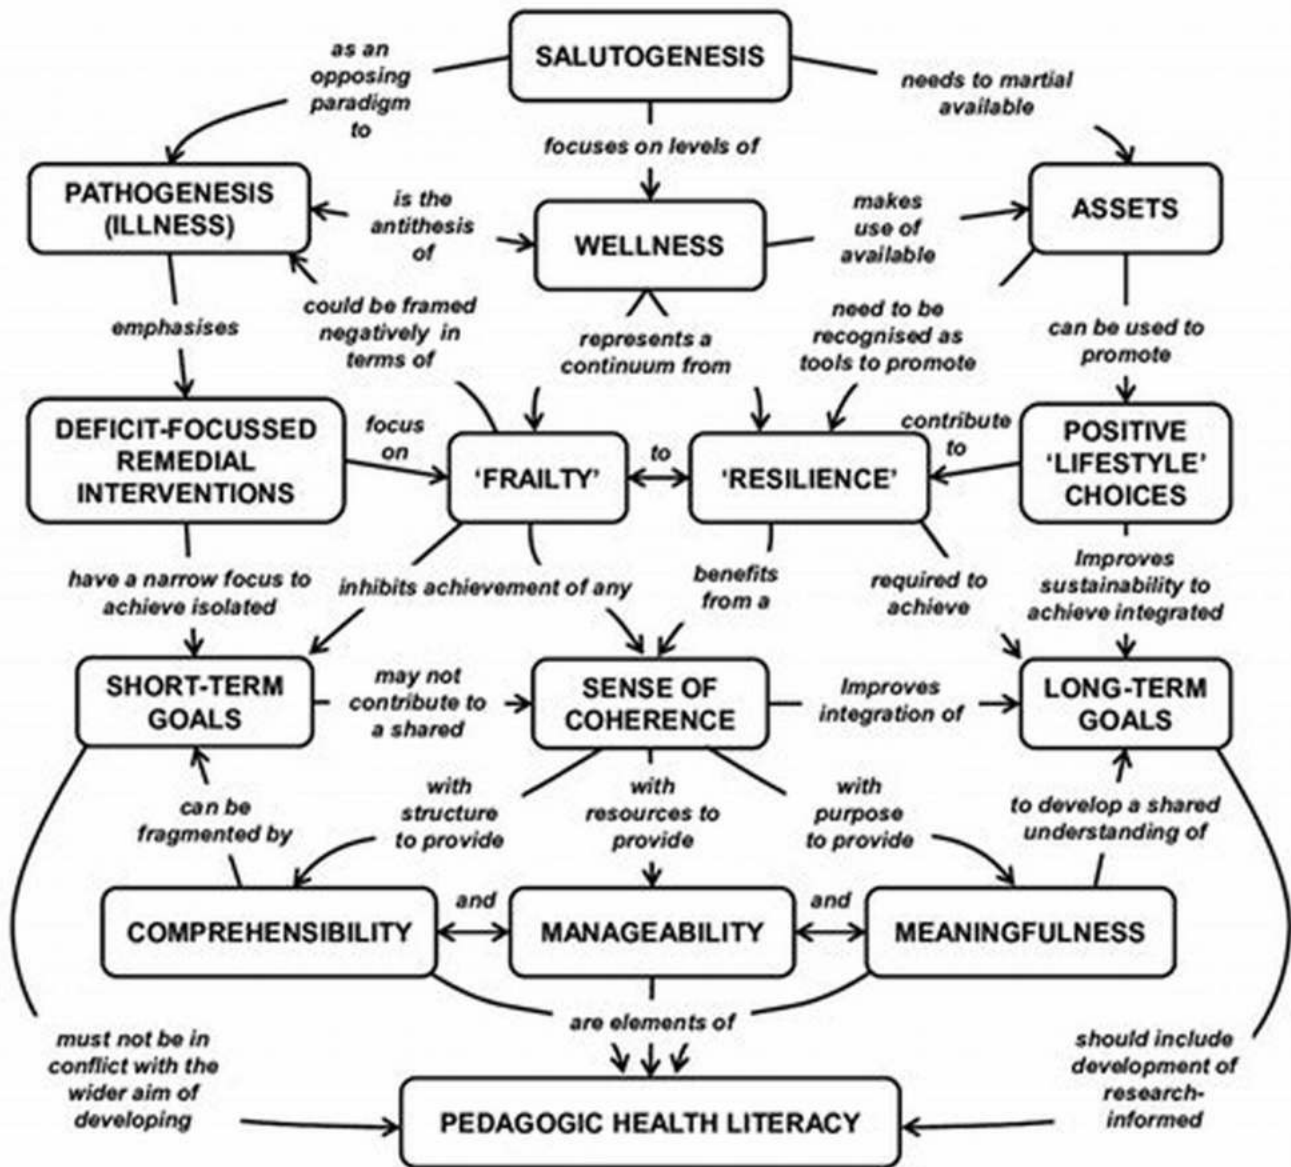 SALUTOGENESIS
as an
opposing
paradigm
to
needs to martial
available
focuses on levels of
PATHOGENESIS
(ILLNESS)
is the
antithesis
of
WELLNESS
makes
use of
available
ASSETS
emphasises
could be framed
negatively in
terms of
represents a
continuum from
need to be
recognised as
tools to promote
can be used to
promote
DEFICIT-FOCUSSED
REMEDIAL
INTERVENTIONS
focus
on
'FRAILTY'
to
'RESILIENCE'
contribute
to
POSITIVE
'LIFESTYLE'
CHOICES
have a narrow focus to
achieve isolated
inhibits achievement of any
benefits
from a
required to
achieve
Improves
sustainability to
achieve integrated
SHORT-TERM
GOALS
may not
contribute to
a shared
SENSE OF
COHERENCE
Improves
integration of
LONG-TERM
GOALS
can be
fragmented by
with
structure
to provide
with
resources to
provide
with
purpose
to provide
to develop a shared
understanding of
COMPREHENSIBILITY
and
MANAGEABILITY
and
MEANINGFULNESS
are elements of
must not be in
conflict with the
wider aim of
developing
should include
development of
research-
informed
PEDAGOGIC HEALTH LITERACY